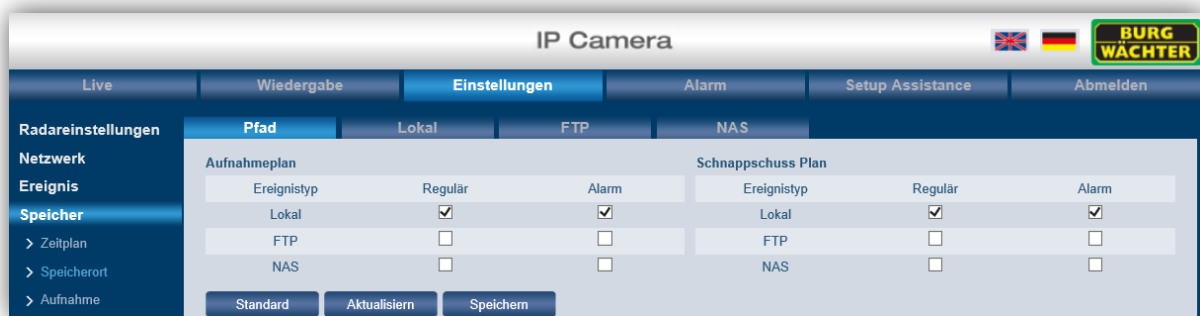 IP Camera
BURG
WÄCHTER
Live Wiedergabe Einstellungen Alarm Setup Assistance Abmelden
Radareinstellungen
Netzwerk
Ereignis
Speicher
> Zeitplan
> Speicherort
> Aufnahme
Pfad Lokal FTP NAS
Aufnahmeplan
Ereignistyp Regulär Alarm
Lokal
FTP
NAS
Schnappschuss Plan
Ereignistyp Regulär Alarm
Lokal
FTP
NAS
Standard Aktualisiern Speichern